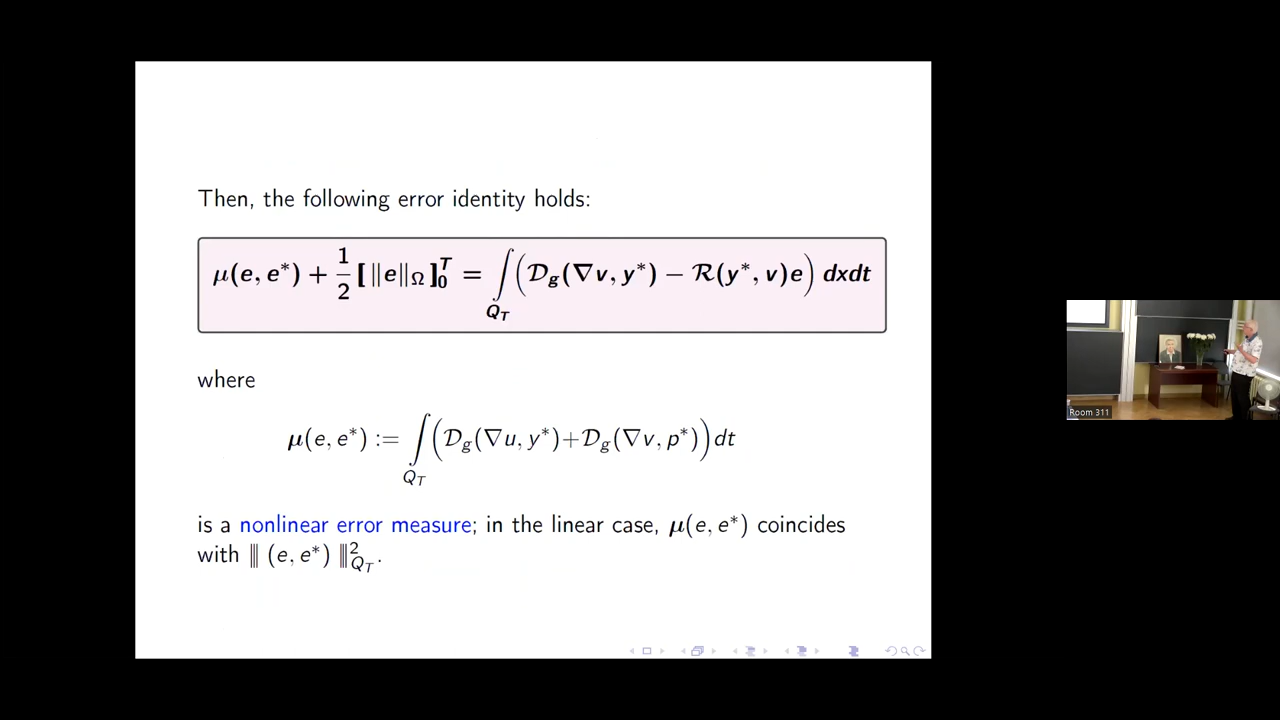 Then, the following error identity holds:
μ(e, e*) + 1/2 [ ‖e‖_Ω ]_0^T = ∫_{Q_T} ( 𝒟_g(∇v, y*) − ℛ(y*, v)e ) dxdt
where
μ(e, e*) := ∫_{Q_T} ( 𝒟_g(∇u, y*)+𝒟_g(∇v, p*) ) dt
is a nonlinear error measure; in the linear case, μ(e, e*) coincides
with ⦀ (e, e*) ⦀²_{Q_T}.
Room 311